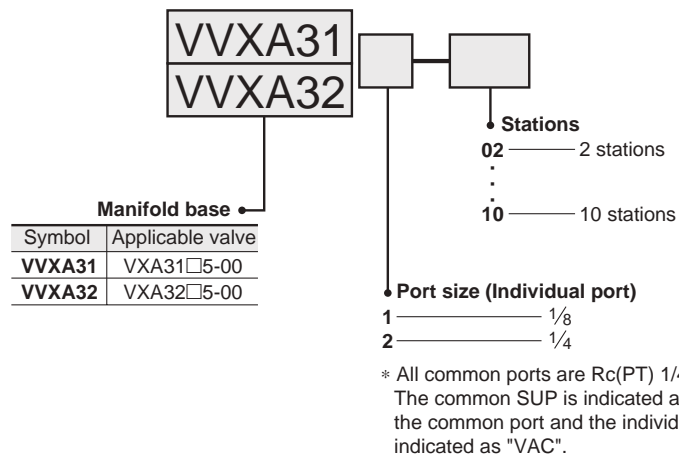 VVXA31
VVXA32
Stations
02 2 stations
10 10 stations
Manifold base
Symbol Applicable valve
VVXA31 VXA31□5-00
VVXA32 VXA32□5-00
Port size (Individual port)
1 1/8
2 1/4
* All common ports are Rc(PT) 1/4
The common SUP is indicated
the common port and the
indicated as "VAC".